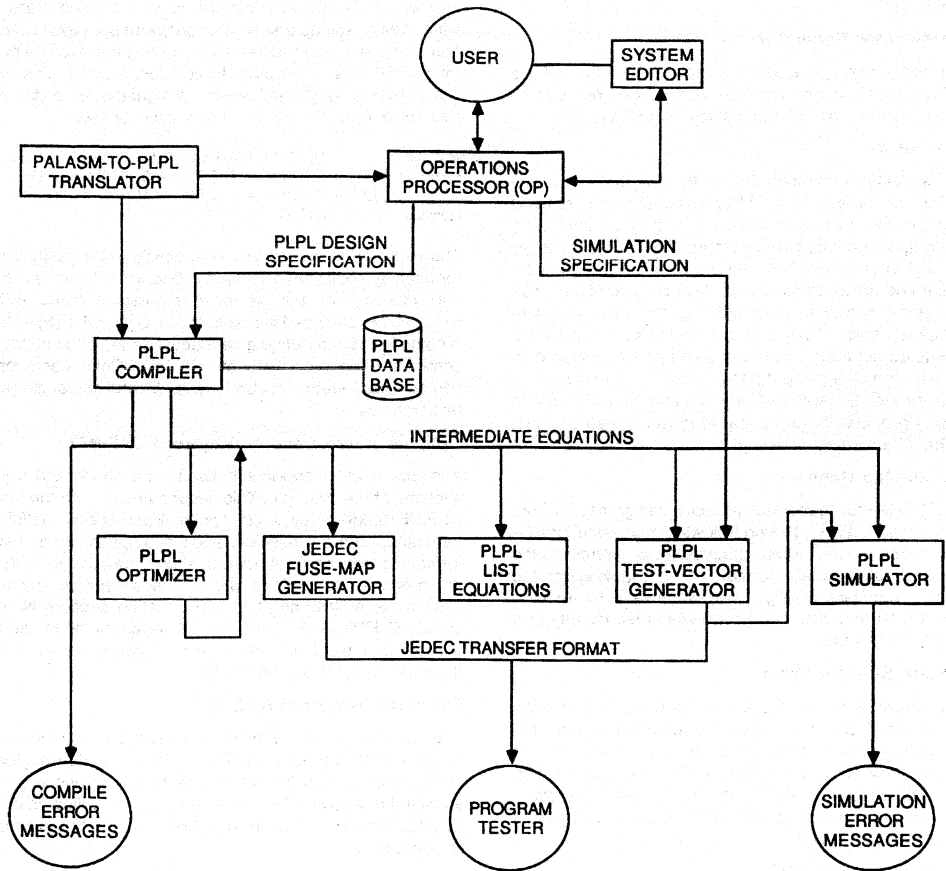 USER
SYSTEM
EDITOR
PALASM-TO-PLPL
TRANSLATOR
OPERATIONS
PROCESSOR (OP)
PLPL DESIGN
SPECIFICATION
SIMULATION
SPECIFICATION
PLPL
COMPILER
PLPL
DATA
BASE
INTERMEDIATE EQUATIONS
PLPL
OPTIMIZER
JEDEC
FUSE-MAP
GENERATOR
PLPL
LIST
EQUATIONS
PLPL
TEST-VECTOR
GENERATOR
PLPL
SIMULATOR
JEDEC TRANSFER FORMAT
COMPILE
ERROR
MESSAGES
PROGRAM
TESTER
SIMULATION
ERROR
MESSAGES